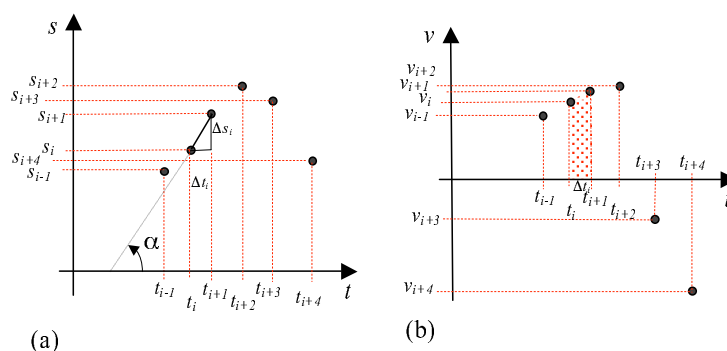 s
s_{i+2}
s_{i+3}
s_{i+1}
Δs_i
s_i
s_{i+4}
s_{i-1}
Δt_i
α
t_{i-1}
t_i
t_{i+1}
t_{i+2}
t_{i+3}
t_{i+4}
t
(a)
v
v_{i+2}
v_{i+1}
v_i
v_{i-1}
t_{i+3}
t_{i+4}
Δt_i
t_{i-1}
t_i
t_{i+1}
t_{i+2}
t
v_{i+3}
v_{i+4}
(b)